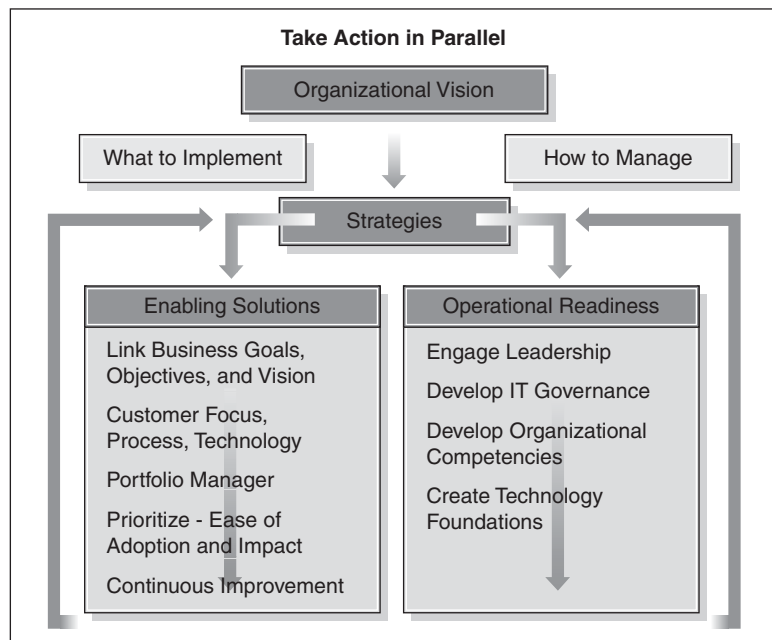 Take Action in Parallel
Organizational Vision
What to Implement
How to Manage
Strategies
Enabling Solutions
Link Business Goals,
Objectives, and Vision
Customer Focus,
Process, Technology
Portfolio Manager
Prioritize - Ease of
Adoption and Impact
Continuous Improvement
Operational Readiness
Engage Leadership
Develop IT Governance
Develop Organizational
Competencies
Create Technology
Foundations